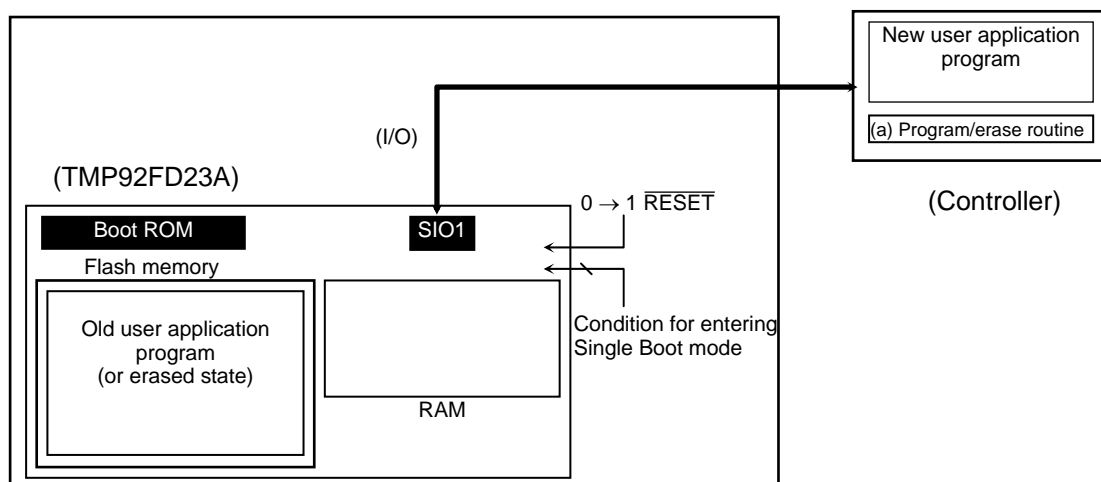 New user application
program
(a) Program/erase routine
(Controller)
(I/O)
(TMP92FD23A)
0 → 1 RESET
Boot ROM
SIO1
Flash memory
Old user application
program
(or erased state)
Condition for entering
Single Boot mode
RAM